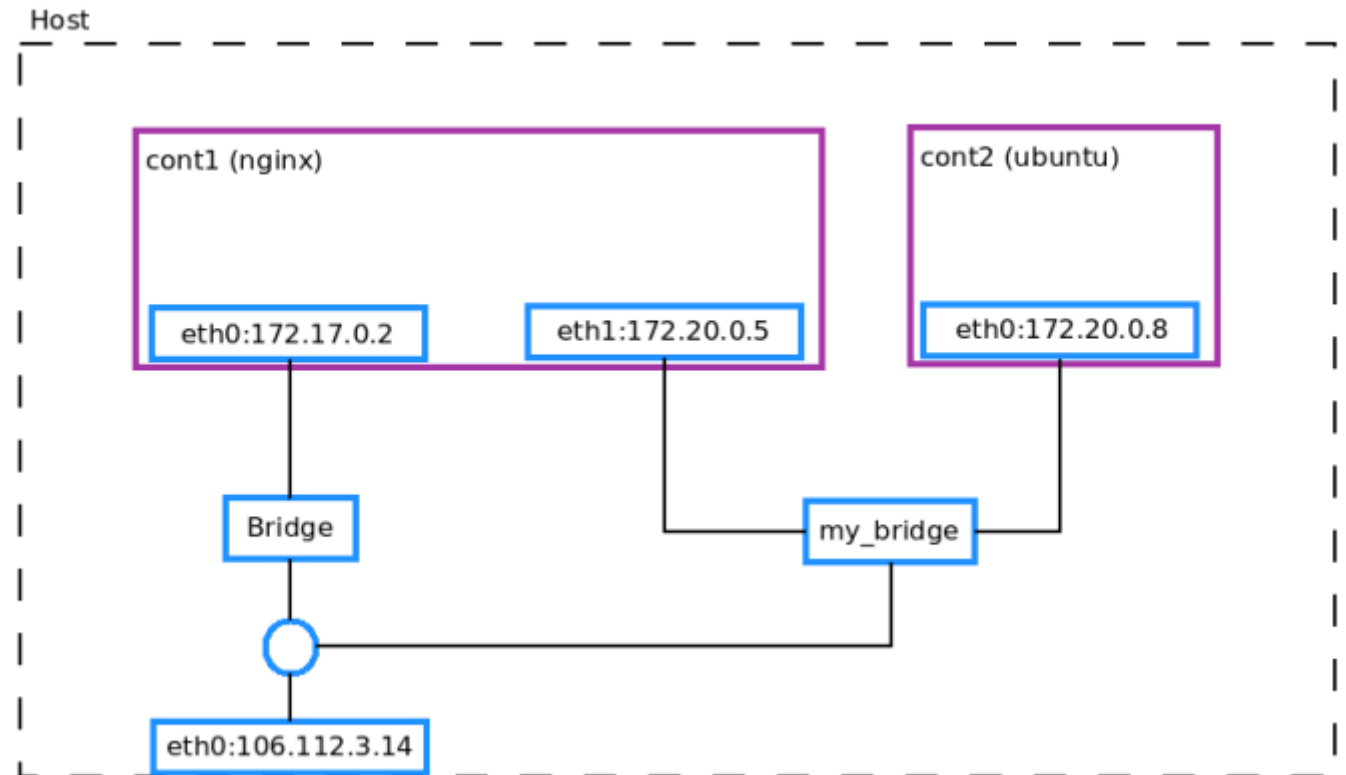 Host
cont1 (nginx)
cont2 (ubuntu)
eth0:172.17.0.2
eth1:172.20.0.5
eth0:172.20.0.8
Bridge
my_bridge
eth0:106.112.3.14